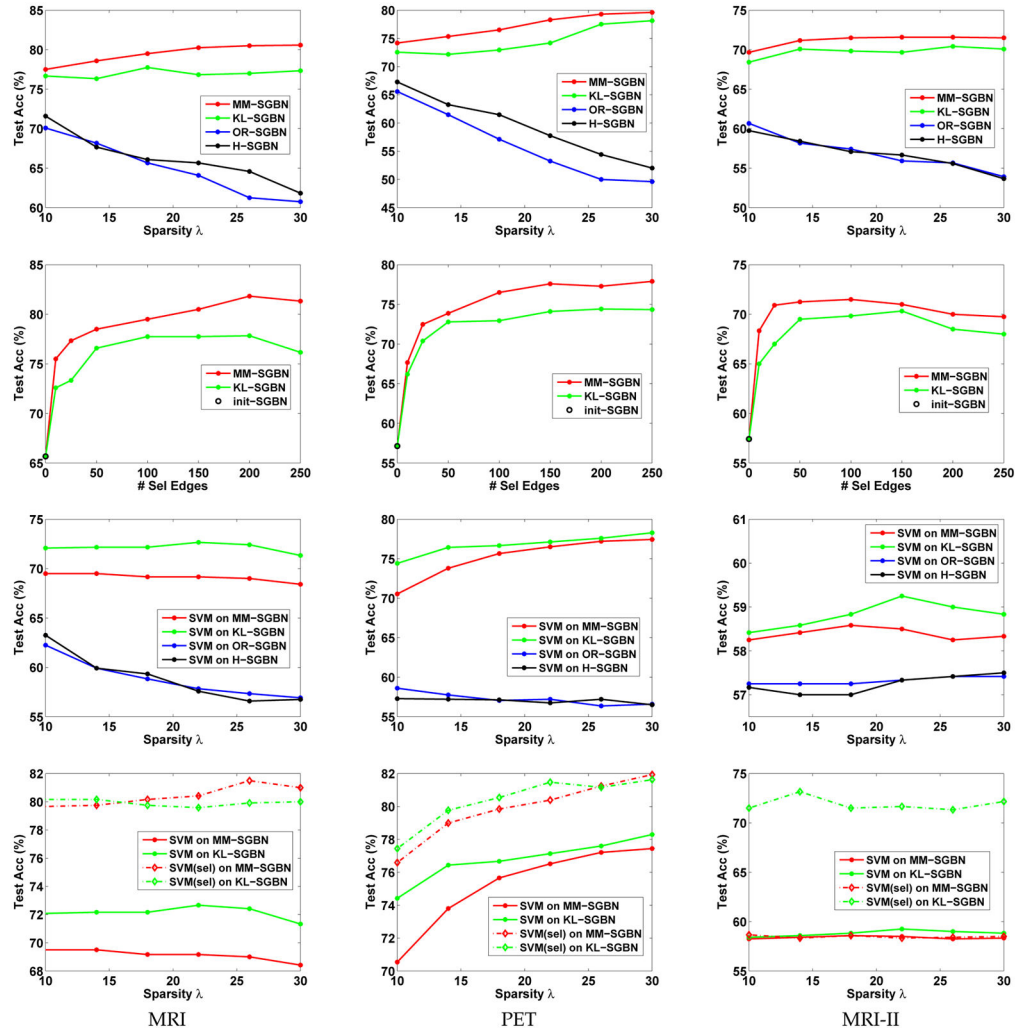 85
80
75
70
65
60
Test Acc (%)
MM−SGBN
KL−SGBN
OR−SGBN
H−SGBN
10 15 20 25 30
Sparsity λ
80
75
70
65
60
55
50
45
Test Acc (%)
MM−SGBN
KL−SGBN
OR−SGBN
H−SGBN
10 15 20 25 30
Sparsity λ
75
70
65
60
55
50
Test Acc (%)
MM−SGBN
KL−SGBN
OR−SGBN
H−SGBN
10 15 20 25 30
Sparsity λ
85
80
75
70
65
Test Acc (%)
MM−SGBN
KL−SGBN
init−SGBN
0 50 100 150 200 250
# Sel Edges
85
80
75
70
65
60
55
Test Acc (%)
MM−SGBN
KL−SGBN
init−SGBN
0 50 100 150 200 250
# Sel Edges
75
70
65
60
55
Test Acc (%)
MM−SGBN
KL−SGBN
init−SGBN
0 50 100 150 200 250
# Sel Edges
75
70
65
60
55
Test Acc (%)
SVM on MM−SGBN
SVM on KL−SGBN
SVM on OR−SGBN
SVM on H−SGBN
10 15 20 25 30
Sparsity λ
80
75
70
65
60
55
Test Acc (%)
SVM on MM−SGBN
SVM on KL−SGBN
SVM on OR−SGBN
SVM on H−SGBN
10 15 20 25 30
Sparsity λ
61
59
58
57
Test Acc (%)
SVM on MM−SGBN
SVM on KL−SGBN
SVM on OR−SGBN
SVM on H−SGBN
10 15 20 25 30
Sparsity λ
82
80
78
76
74
72
70
68
Test Acc (%)
SVM on MM−SGBN
SVM on KL−SGBN
SVM(sel) on MM−SGBN
SVM(sel) on KL−SGBN
10 15 20 25 30
Sparsity λ
MRI
82
80
78
76
74
72
70
Test Acc (%)
SVM on MM−SGBN
SVM on KL−SGBN
SVM(sel) on MM−SGBN
SVM(sel) on KL−SGBN
10 15 20 25 30
Sparsity λ
PET
75
70
65
60
55
Test Acc (%)
SVM on MM−SGBN
SVM on KL−SGBN
SVM(sel) on MM−SGBN
SVM(sel) on KL−SGBN
10 15 20 25 30
Sparsity λ
MRI-II